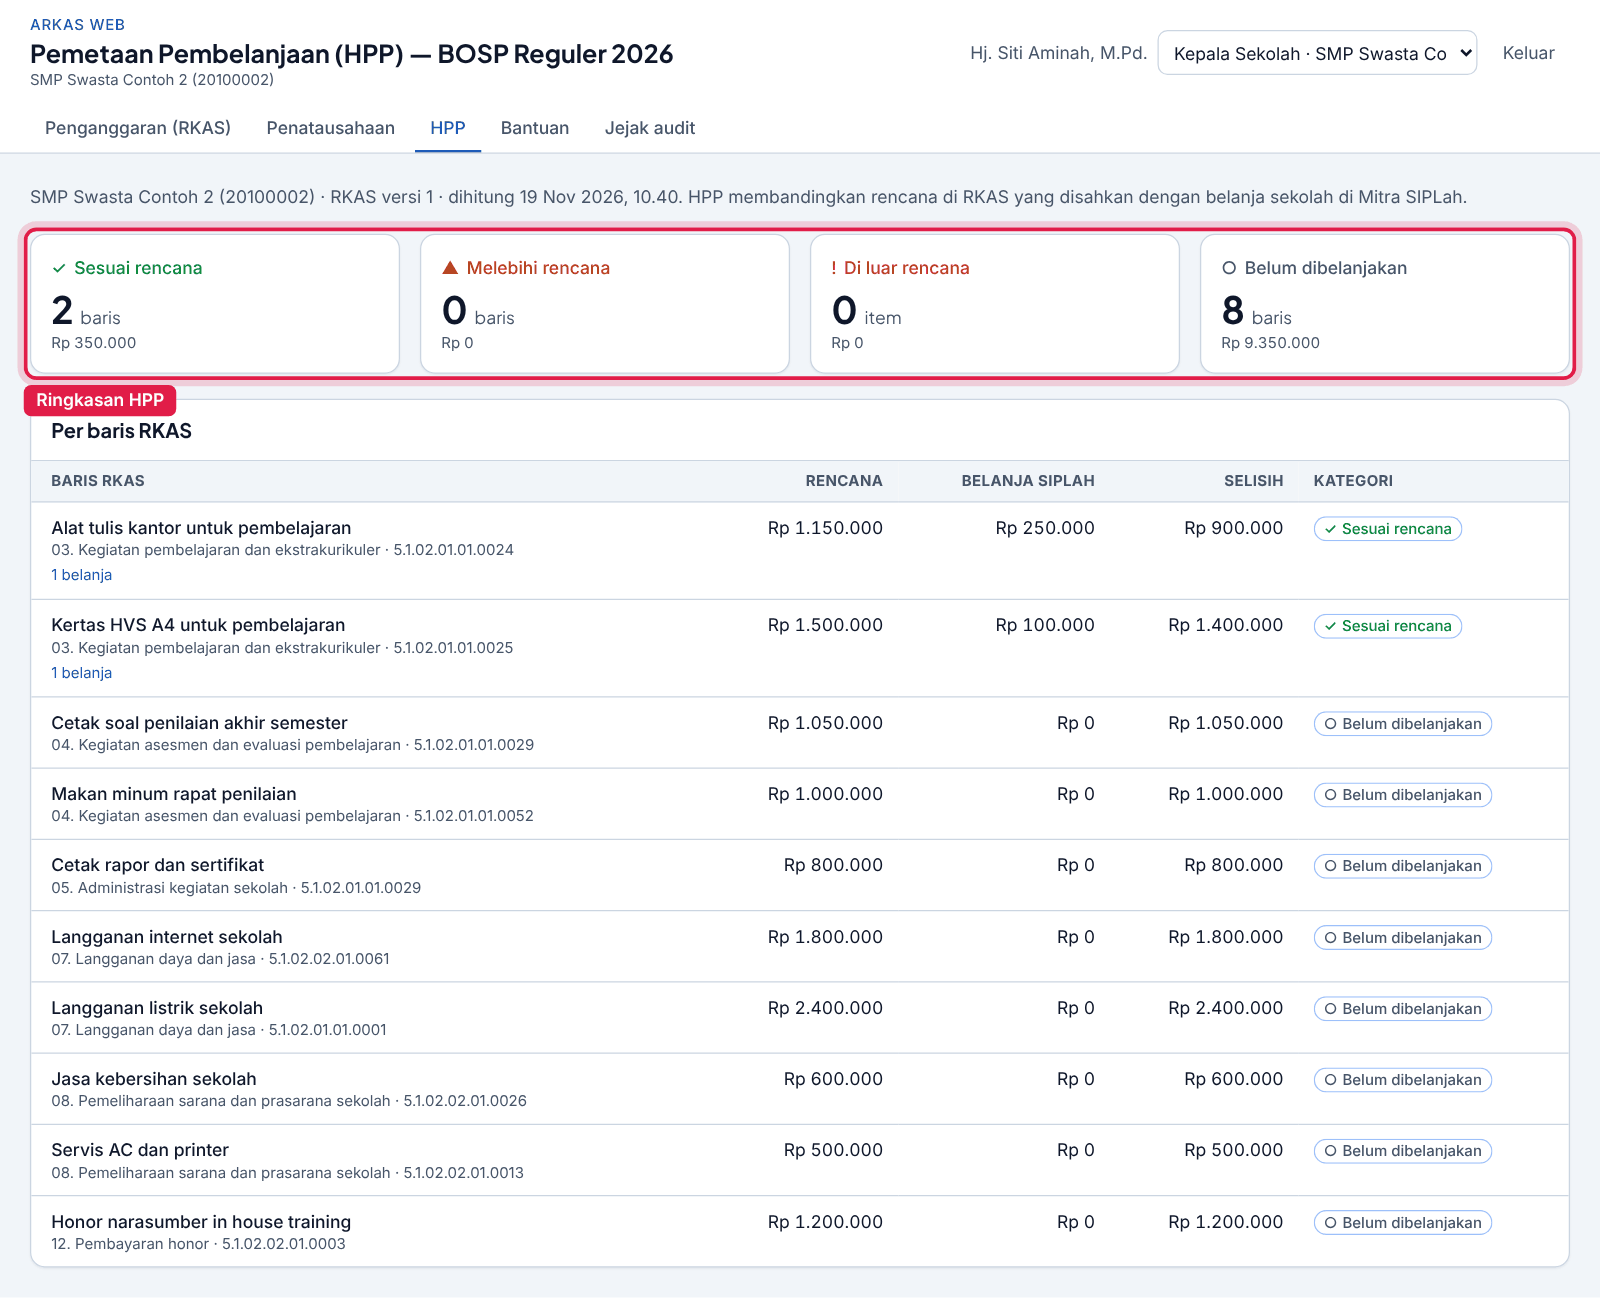 ARKAS WEB
Pemetaan Pembelanjaan (HPP) — BOSP Reguler 2026
SMP Swasta Contoh 2 (20100002)
Hj. Siti Aminah, M.Pd.
Kepala Sekolah · SMP Swasta Co
Keluar
Penganggaran (RKAS) Penatausahaan HPP Bantuan Jejak audit
SMP Swasta Contoh 2 (20100002) · RKAS versi 1 · dihitung 19 Nov 2026, 10.40. HPP membandingkan rencana di RKAS yang disahkan dengan belanja sekolah di Mitra SIPLah.
✓ Sesuai rencana
2 baris
Rp 350.000
▲ Melebihi rencana
0 baris
Rp 0
! Di luar rencana
0 item
Rp 0
○ Belum dibelanjakan
8 baris
Rp 9.350.000
Ringkasan HPP
Per baris RKAS
BARIS RKAS RENCANA BELANJA SIPLAH SELISIH KATEGORI
Alat tulis kantor untuk pembelajaran Rp 1.150.000 Rp 250.000 Rp 900.000 ✓ Sesuai rencana
03. Kegiatan pembelajaran dan ekstrakurikuler · 5.1.02.01.01.0024
1 belanja
Kertas HVS A4 untuk pembelajaran Rp 1.500.000 Rp 100.000 Rp 1.400.000 ✓ Sesuai rencana
03. Kegiatan pembelajaran dan ekstrakurikuler · 5.1.02.01.01.0025
1 belanja
Cetak soal penilaian akhir semester Rp 1.050.000 Rp 0 Rp 1.050.000 ○ Belum dibelanjakan
04. Kegiatan asesmen dan evaluasi pembelajaran · 5.1.02.01.01.0029
Makan minum rapat penilaian Rp 1.000.000 Rp 0 Rp 1.000.000 ○ Belum dibelanjakan
04. Kegiatan asesmen dan evaluasi pembelajaran · 5.1.02.01.01.0052
Cetak rapor dan sertifikat Rp 800.000 Rp 0 Rp 800.000 ○ Belum dibelanjakan
05. Administrasi kegiatan sekolah · 5.1.02.01.01.0029
Langganan internet sekolah Rp 1.800.000 Rp 0 Rp 1.800.000 ○ Belum dibelanjakan
07. Langganan daya dan jasa · 5.1.02.02.01.0061
Langganan listrik sekolah Rp 2.400.000 Rp 0 Rp 2.400.000 ○ Belum dibelanjakan
07. Langganan daya dan jasa · 5.1.02.01.01.0001
Jasa kebersihan sekolah Rp 600.000 Rp 0 Rp 600.000 ○ Belum dibelanjakan
08. Pemeliharaan sarana dan prasarana sekolah · 5.1.02.02.01.0026
Servis AC dan printer Rp 500.000 Rp 0 Rp 500.000 ○ Belum dibelanjakan
08. Pemeliharaan sarana dan prasarana sekolah · 5.1.02.02.01.0013
Honor narasumber in house training Rp 1.200.000 Rp 0 Rp 1.200.000 ○ Belum dibelanjakan
12. Pembayaran honor · 5.1.02.02.01.0003